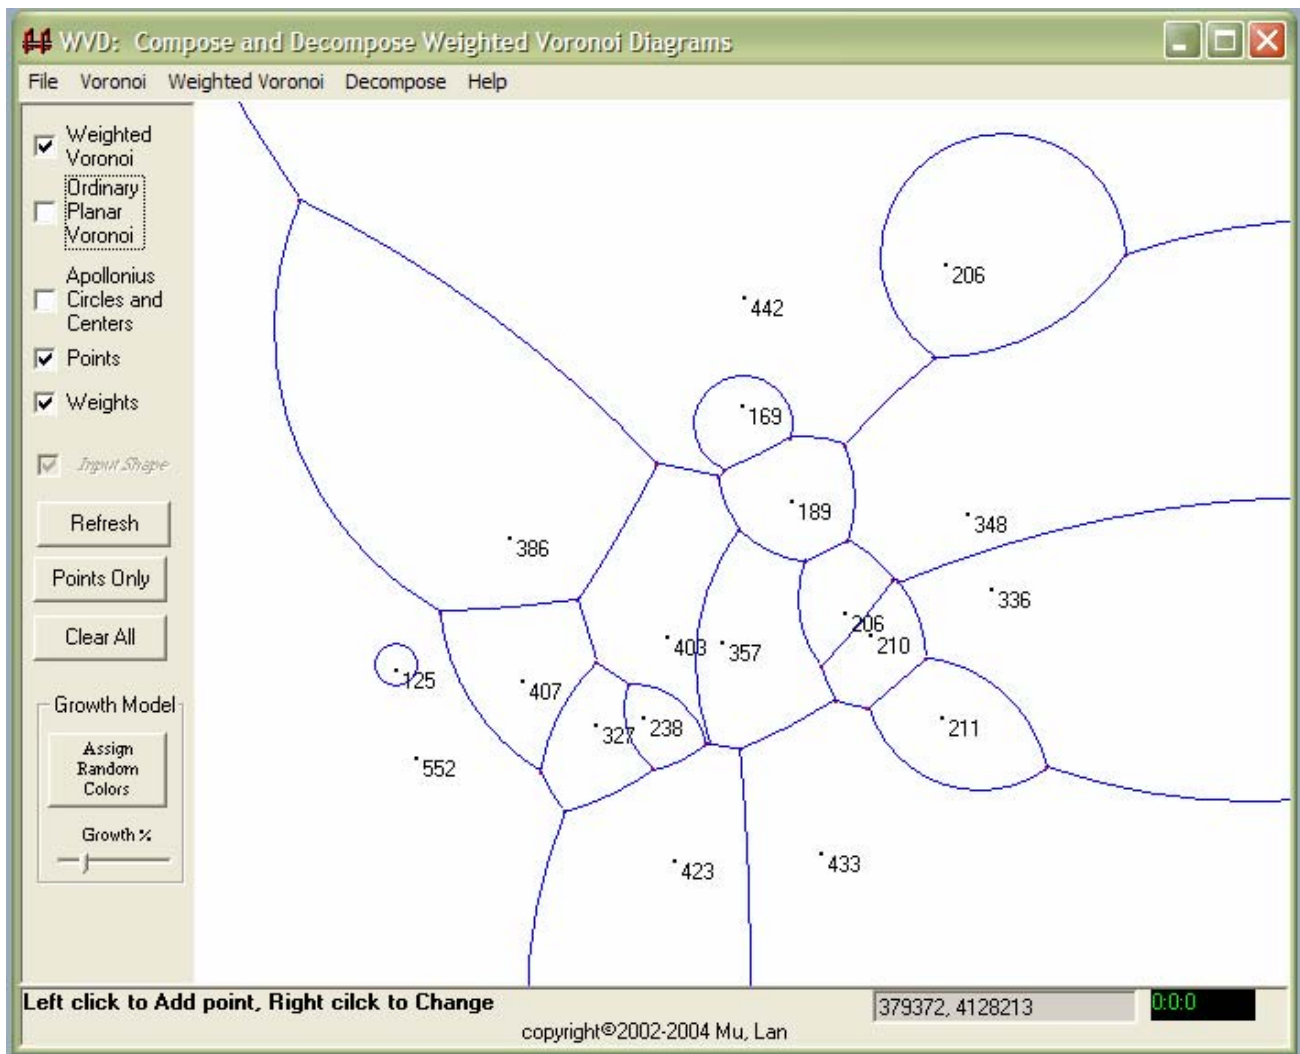 WVD: Compose and Decompose Weighted Voronoi Diagrams
File Voronoi Weighted Voronoi Decompose Help
Weighted
Voronoi
Ordinary
Planar
Voronoi
Apollonius
Circles and
Centers
Points
Weights
Input Shape
Refresh
Points Only
Clear All
Growth Model
Assign
Random
Colors
Growth %
206
442
169
189
348
386
336
206
210
403
357
125
407
238
327
211
552
433
423
Left click to Add point, Right cilck to Change
379372, 4128213
0:0:0
copyright©2002-2004 Mu, Lan